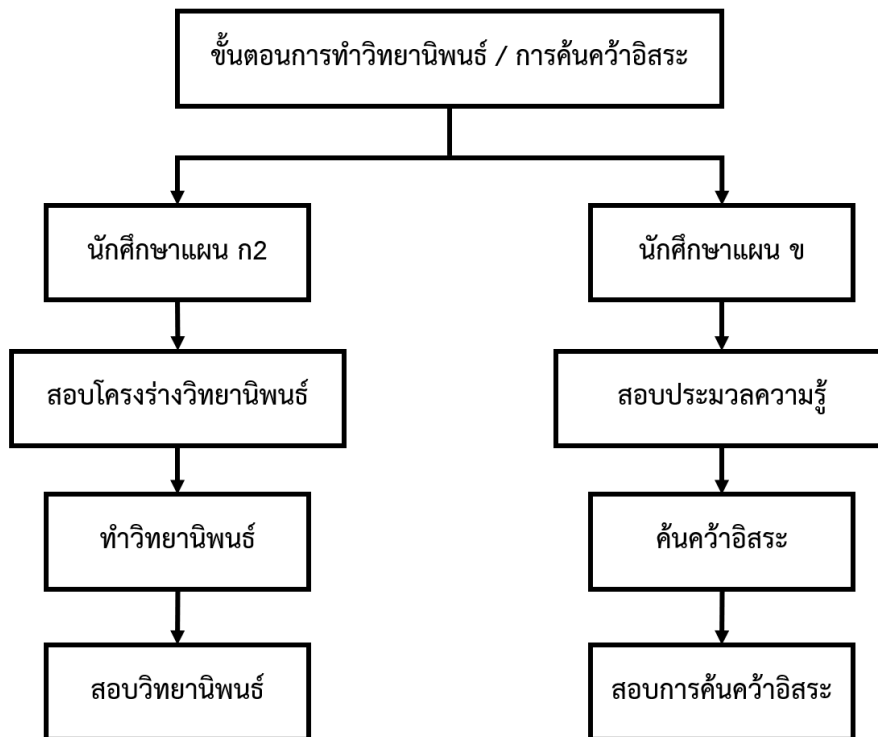 ขั้นตอนการทำวิทยานิพนธ์ / การค้นคว้าอิสระ
นักศึกษาแผน ก2
นักศึกษาแผน ข
สอบโครงร่างวิทยานิพนธ์
สอบประมวลความรู้
ทำวิทยานิพนธ์
ค้นคว้าอิสระ
สอบวิทยานิพนธ์
สอบการค้นคว้าอิสระ